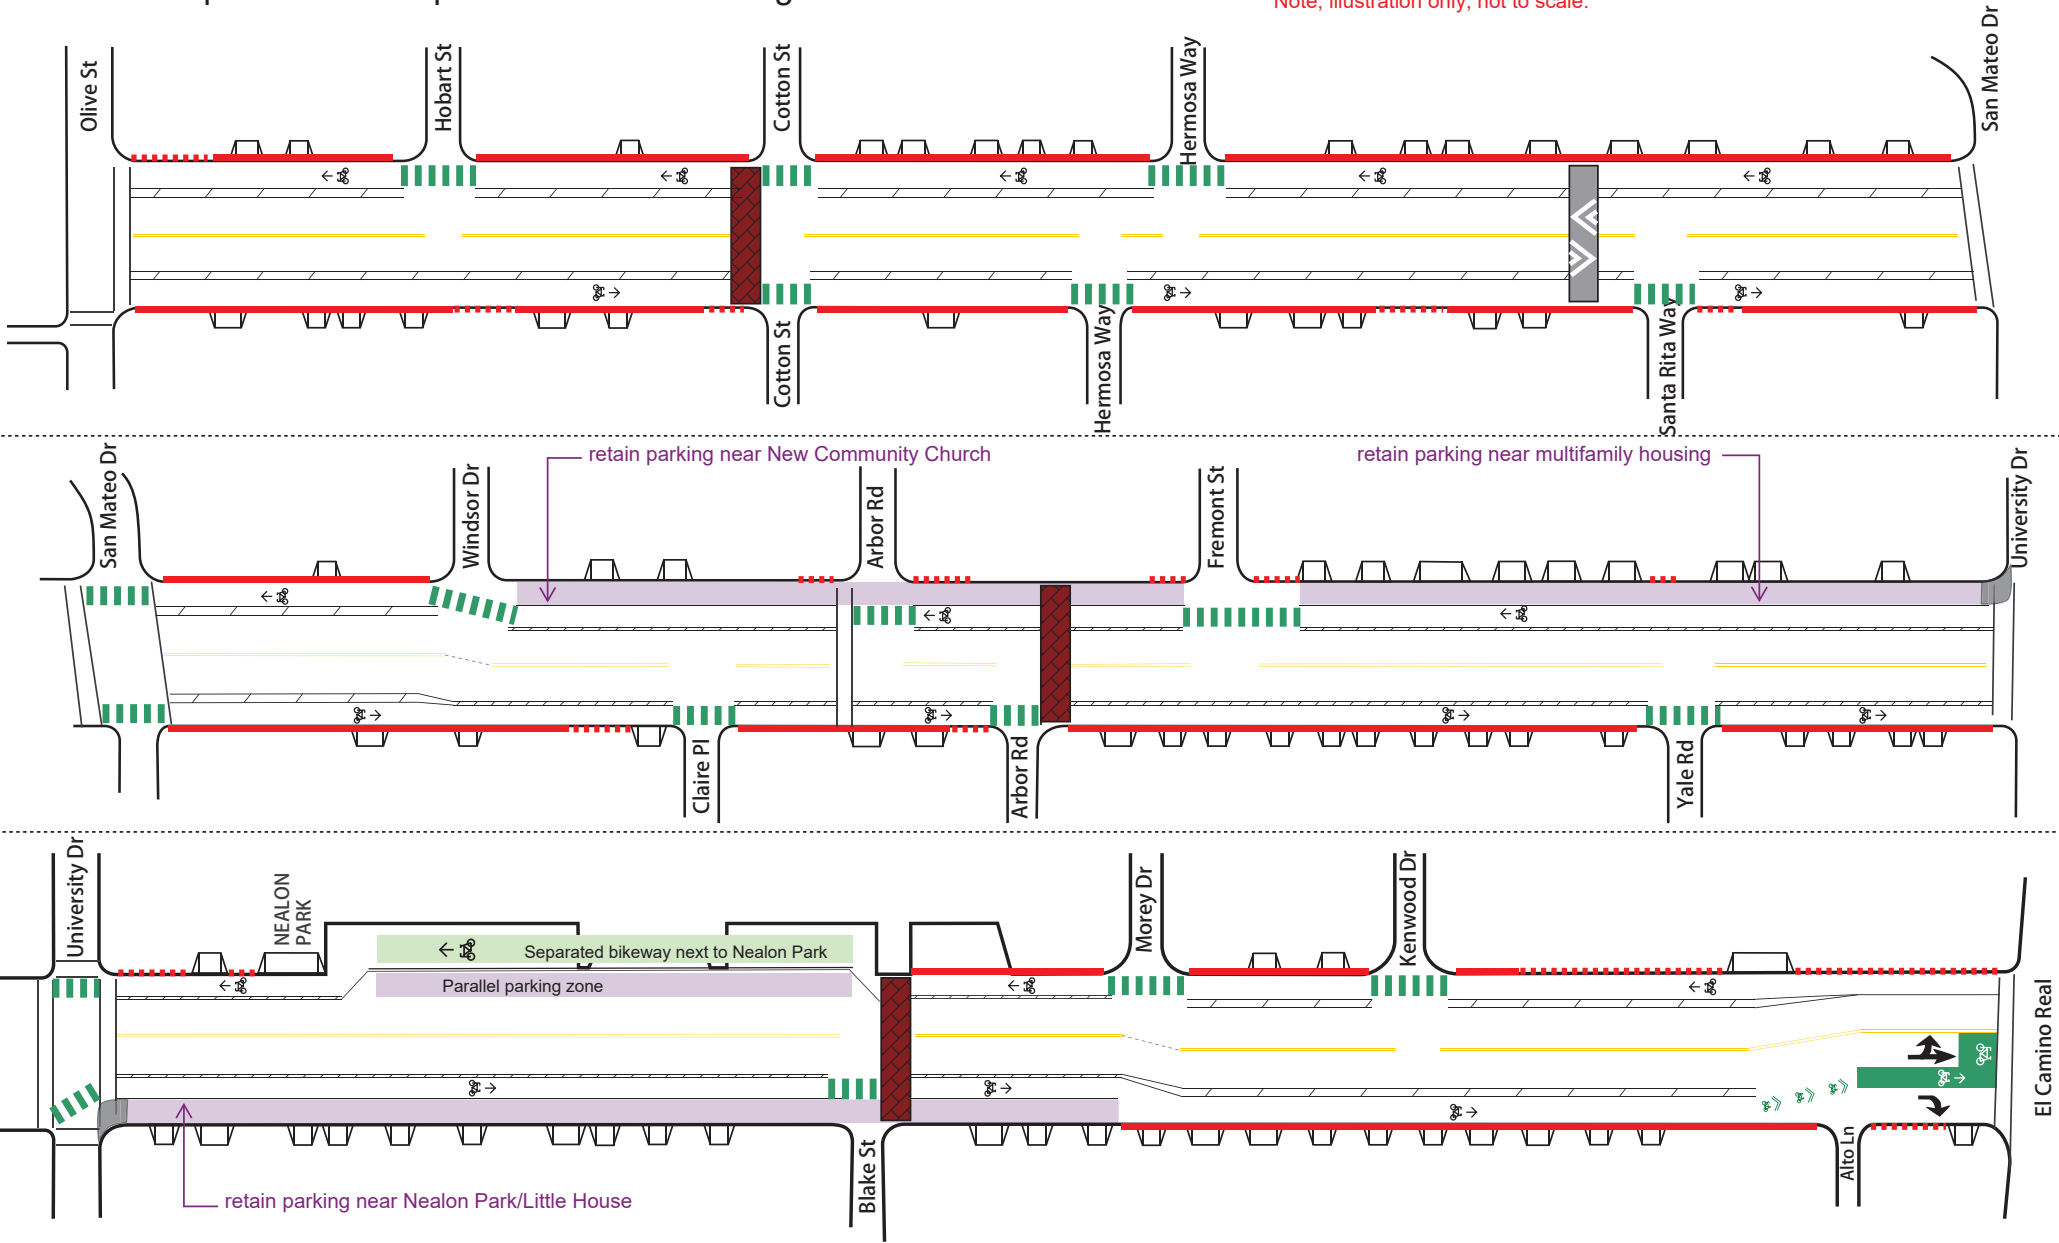 Note, illustration only, not to scale.
Olive St
Hobart St
Cotton St
Hermosa Way
San Mateo Dr
Cotton St
Hermosa Way
Santa Rita Way
San Mateo Dr
Windsor Dr
retain parking near New Community Church
Arbor Rd
Fremont St
retain parking near multifamily housing
University Dr
Claire Pl
Arbor Rd
Yale Rd
University Dr
NEALON
PARK
Separated bikeway next to Nealon Park
Parallel parking zone
Morey Dr
Kenwood Dr
El Camino Real
retain parking near Nealon Park/Little House
Blake St
Alto Ln